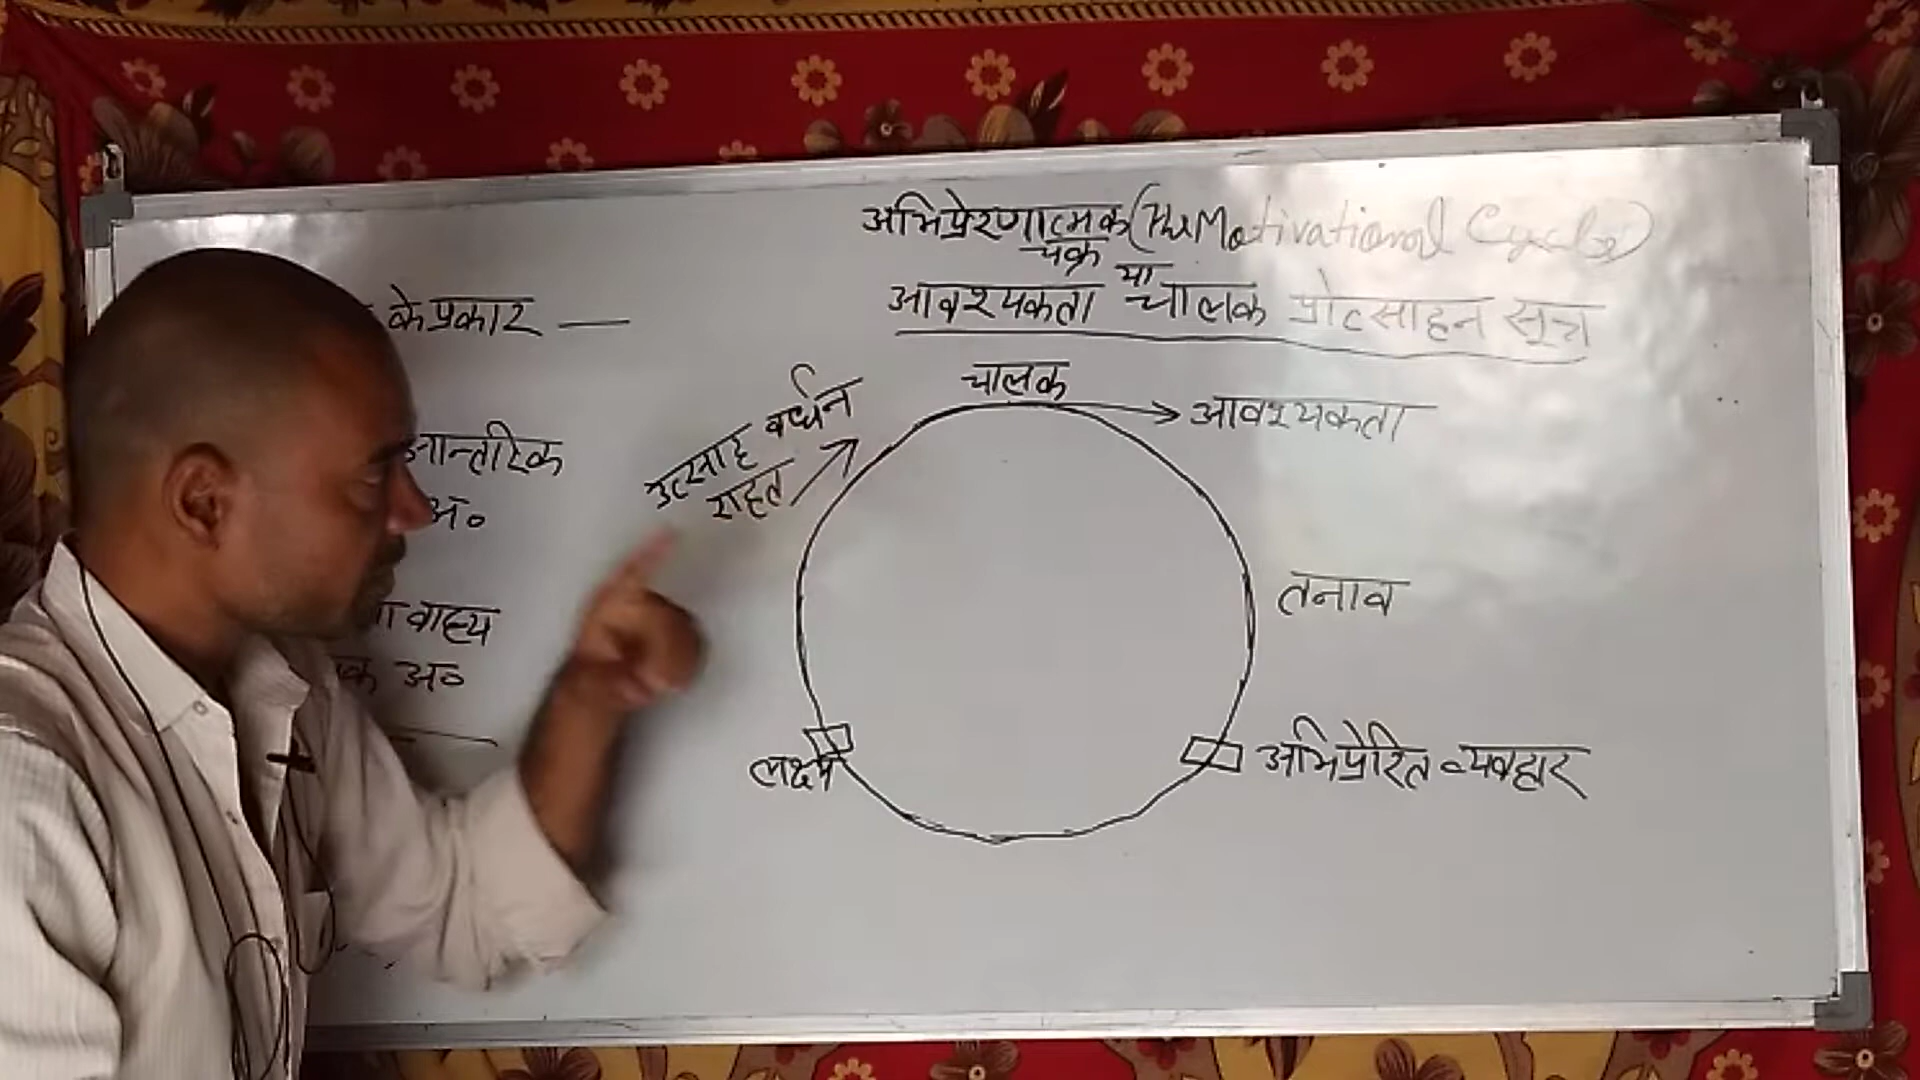 के प्रकार —
आन्तरिक
अ०
वाह्य
अ०
अभिप्रेरणात्मक (The Motivational Cycle)
चक्र
या
आवश्यकता चालक प्रोत्साहन सूत्र
चालक
आवश्यकता
उत्साह वर्धन
राहत
तनाव
लक्ष्य
अभिप्रेरित व्यवहार